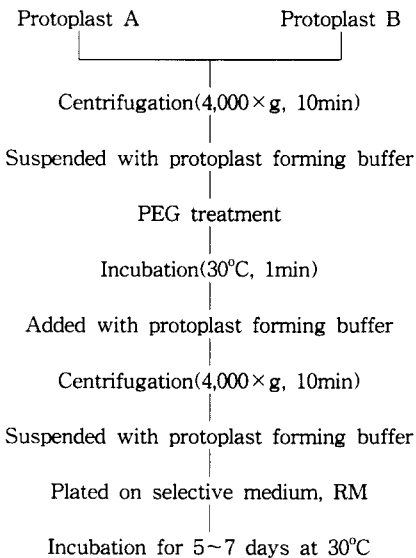 Protoplast A Protoplast B
Centrifugation(4,000×g, 10min)
Suspended with protoplast forming buffer
PEG treatment
Incubation(30°C, 1min)
Added with protoplast forming buffer
Centrifugation(4,000×g, 10min)
Suspended with protoplast forming buffer
Plated on selective medium, RM
Incubation for 5~7 days at 30°C